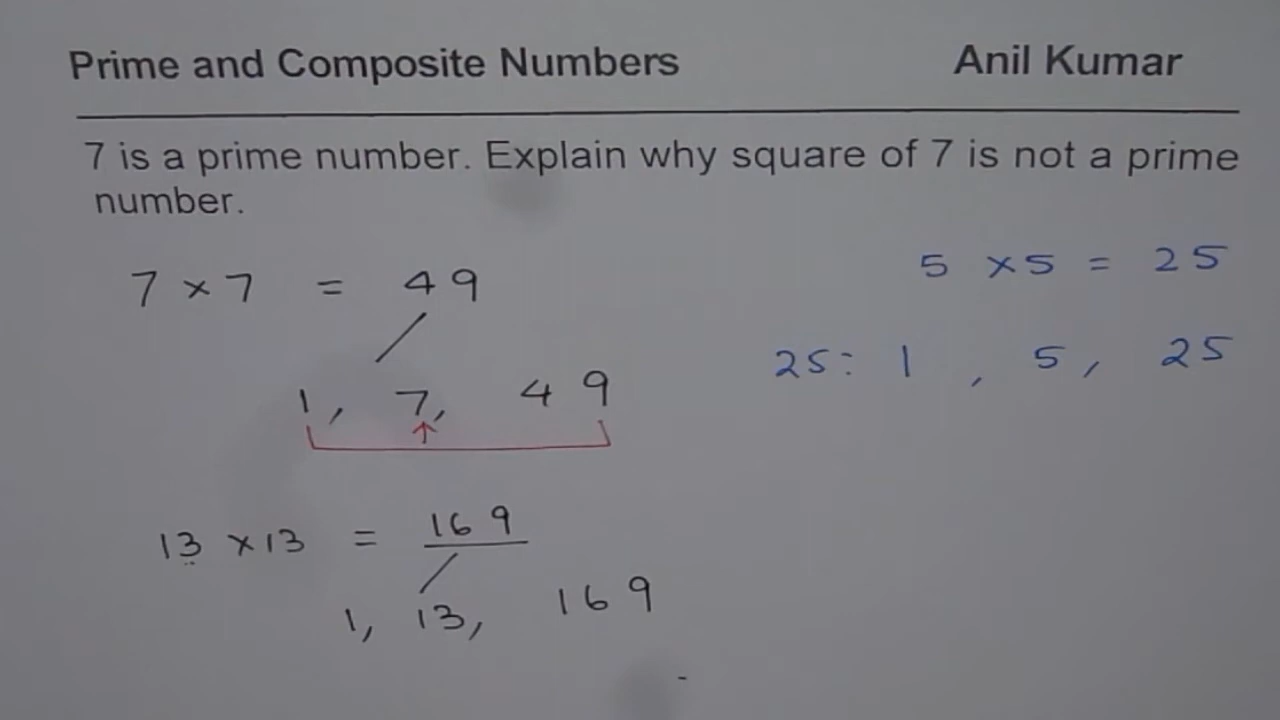 Prime and Composite Numbers Anil Kumar
7 is a prime number. Explain why square of 7 is not a prime
number.
7 × 7 = 49
5 × 5 = 25
1, 7, 49
25: 1, 5, 25
13 × 13 = 169
1, 13, 169